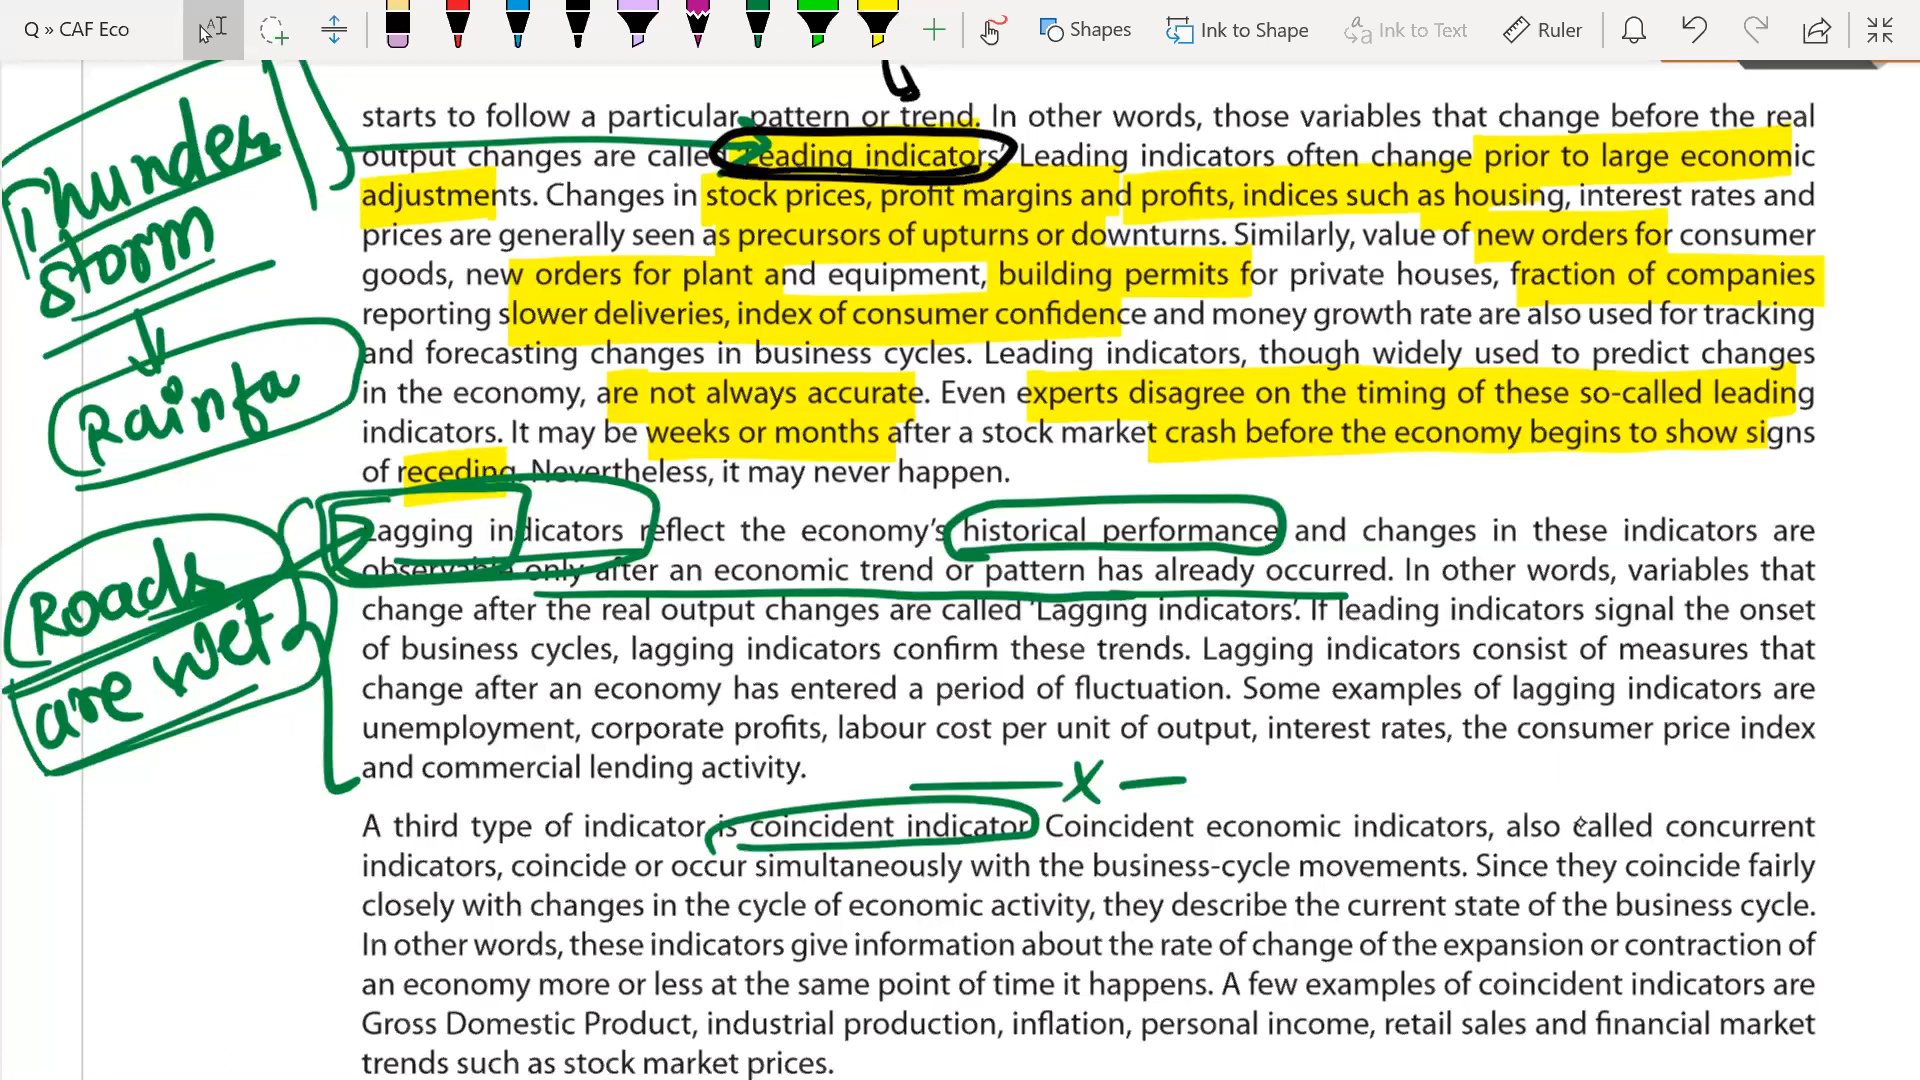 Q » CAF Eco
Shapes
Ink to Shape
Ink to Text
Ruler
starts to follow a particular pattern or trend. In other words, those variables that change before the real
output changes are called 'Leading indicators'. Leading indicators often change prior to large economic
adjustments. Changes in stock prices, profit margins and profits, indices such as housing, interest rates and
prices are generally seen as precursors of upturns or downturns. Similarly, value of new orders for consumer
goods, new orders for plant and equipment, building permits for private houses, fraction of companies
reporting slower deliveries, index of consumer confidence and money growth rate are also used for tracking
and forecasting changes in business cycles. Leading indicators, though widely used to predict changes
in the economy, are not always accurate. Even experts disagree on the timing of these so-called leading
indicators. It may be weeks or months after a stock market crash before the economy begins to show signs
of receding. Nevertheless, it may never happen.
Thunder
storm
Rainfa
Lagging indicators reflect the economy's historical performance and changes in these indicators are
observable only after an economic trend or pattern has already occurred. In other words, variables that
change after the real output changes are called 'Lagging indicators'. If leading indicators signal the onset
of business cycles, lagging indicators confirm these trends. Lagging indicators consist of measures that
change after an economy has entered a period of fluctuation. Some examples of lagging indicators are
unemployment, corporate profits, labour cost per unit of output, interest rates, the consumer price index
and commercial lending activity.
Roads
are wet
X
A third type of indicator is coincident indicator. Coincident economic indicators, also called concurrent
indicators, coincide or occur simultaneously with the business-cycle movements. Since they coincide fairly
closely with changes in the cycle of economic activity, they describe the current state of the business cycle.
In other words, these indicators give information about the rate of change of the expansion or contraction of
an economy more or less at the same point of time it happens. A few examples of coincident indicators are
Gross Domestic Product, industrial production, inflation, personal income, retail sales and financial market
trends such as stock market prices.